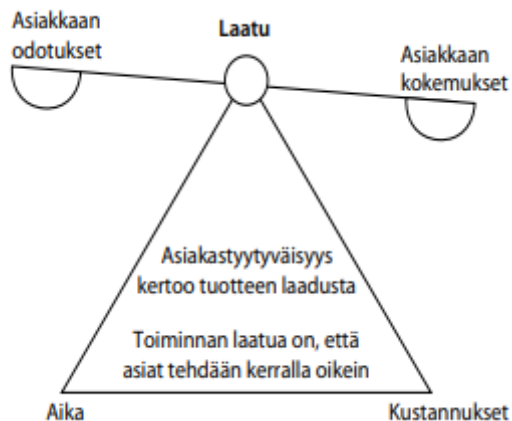 Asiakkaan
odotukset
Laatu
Asiakkaan
kokemukset
Asiakastyytyväisyys
kertoo tuotteen laadusta
Toiminnan laatua on, että
asiat tehdään kerralla oikein
Aika
Kustannukset